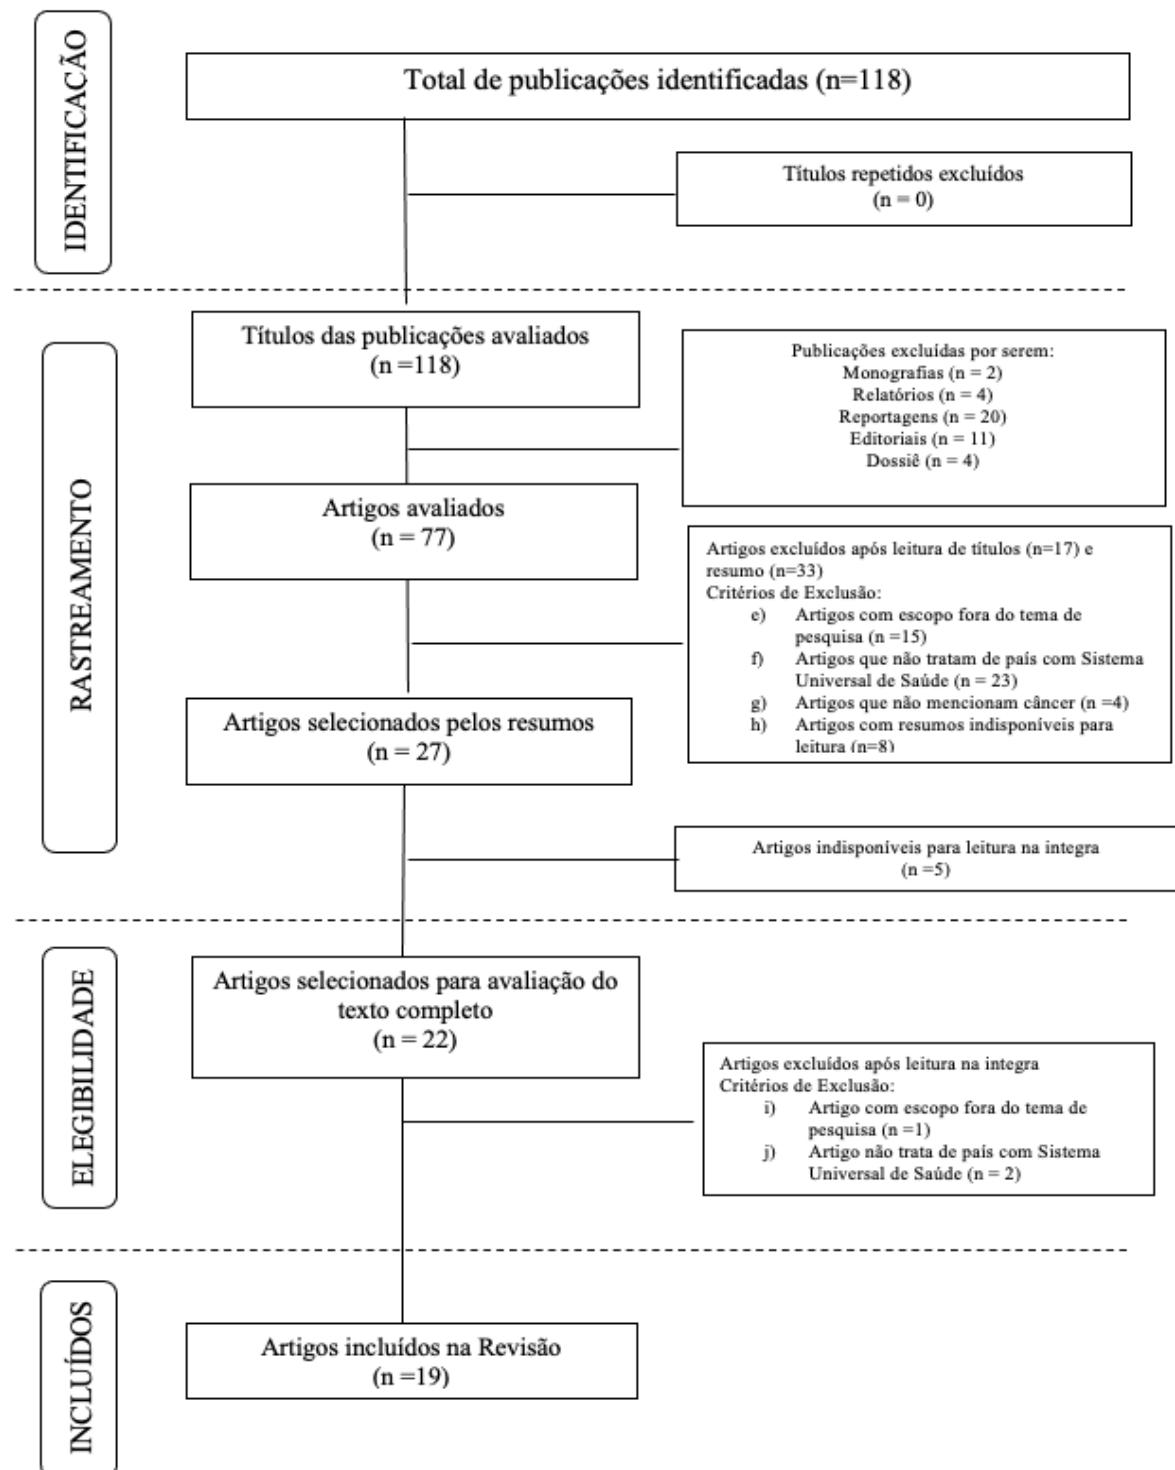 IDENTIFICAÇÃO
Total de publicações identificadas (n=118)
Títulos repetidos excluídos
(n = 0)
RASTREAMENTO
Títulos das publicações avaliados
(n =118)
Publicações excluídas por serem:
Monografias (n = 2)
Relatórios (n = 4)
Reportagens (n = 20)
Editoriais (n = 11)
Dossiê (n = 4)
Artigos avaliados
(n = 77)
Artigos excluídos após leitura de títulos (n=17) e
resumo (n=33)
Critérios de Exclusão:
e) Artigos com escopo fora do tema de
pesquisa (n =15)
f) Artigos que não tratam de país com Sistema
Universal de Saúde (n = 23)
g) Artigos que não mencionam câncer (n =4)
h) Artigos com resumos indisponíveis para
leitura (n=8)
Artigos selecionados pelos resumos
(n = 27)
Artigos indisponíveis para leitura na integra
(n =5)
ELEGIBILIDADE
Artigos selecionados para avaliação do
texto completo
(n = 22)
Artigos excluídos após leitura na integra
Critérios de Exclusão:
i) Artigo com escopo fora do tema de
pesquisa (n =1)
j) Artigo não trata de país com Sistema
Universal de Saúde (n = 2)
INCLUÍDOS
Artigos incluídos na Revisão
(n =19)